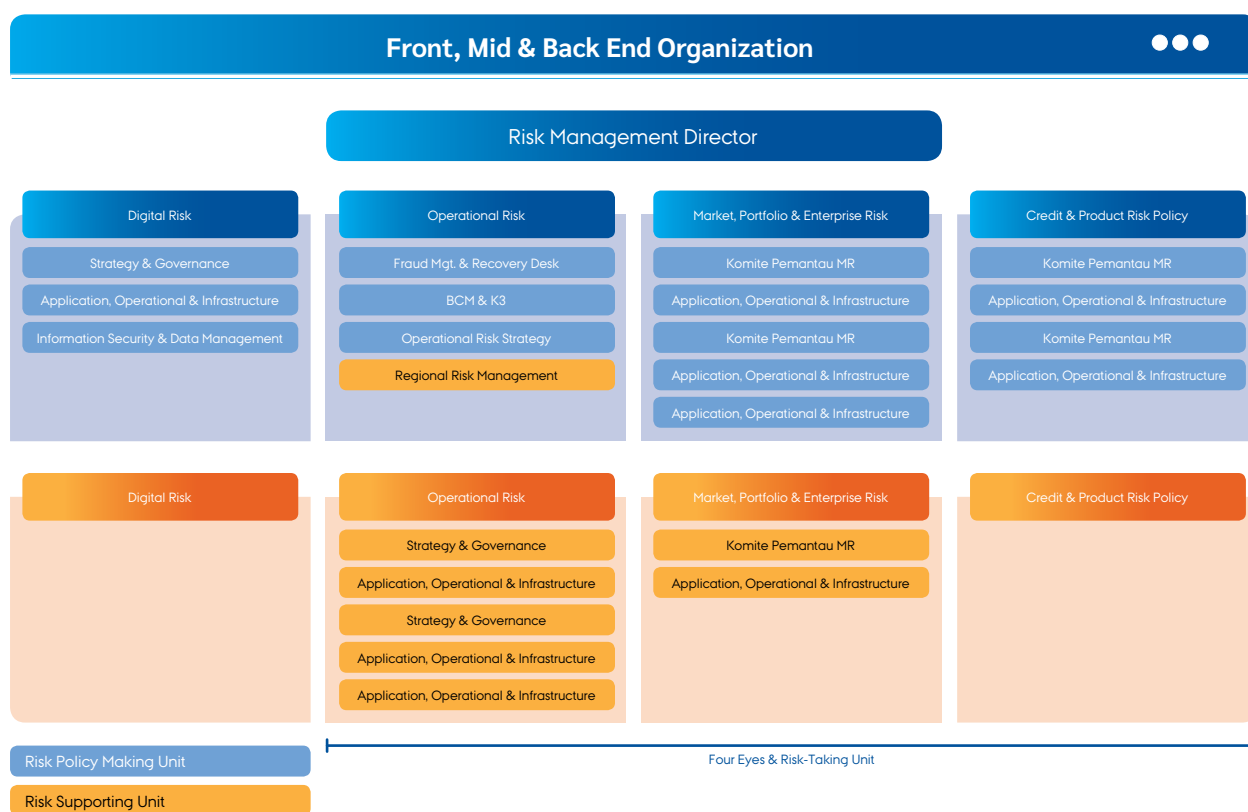 Front, Mid & Back End Organization
Risk Management Director
Digital Risk
Strategy & Governance
Application, Operational & Infrastructure
Information Security & Data Management
Operational Risk
Fraud Mgt. & Recovery Desk
BCM & K3
Operational Risk Strategy
Regional Risk Management
Market, Portfolio & Enterprise Risk
Komite Pemantau MR
Application, Operational & Infrastructure
Komite Pemantau MR
Application, Operational & Infrastructure
Application, Operational & Infrastructure
Credit & Product Risk Policy
Komite Pemantau MR
Application, Operational & Infrastructure
Komite Pemantau MR
Application, Operational & Infrastructure
Digital Risk
Operational Risk
Strategy & Governance
Application, Operational & Infrastructure
Strategy & Governance
Application, Operational & Infrastructure
Application, Operational & Infrastructure
Market, Portfolio & Enterprise Risk
Komite Pemantau MR
Application, Operational & Infrastructure
Credit & Product Risk Policy
Four Eyes & Risk-Taking Unit
Risk Policy Making Unit
Risk Supporting Unit